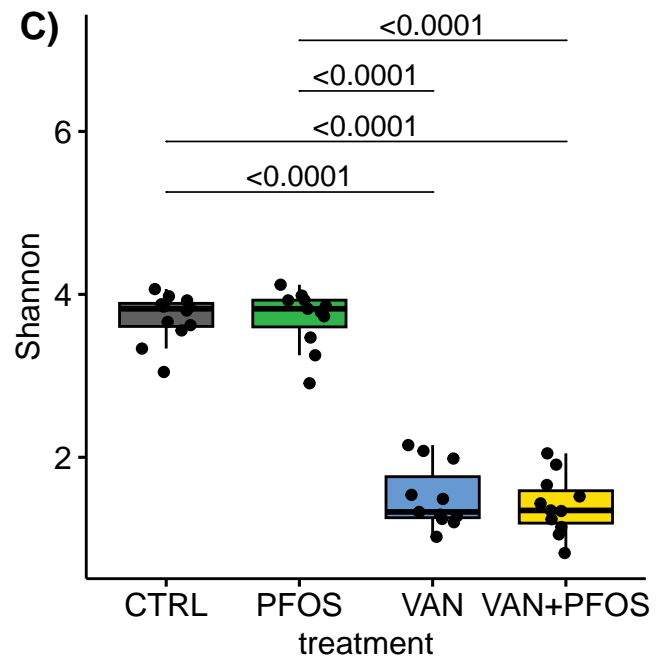 C)
<0.0001
<0.0001
<0.0001
<0.0001
6
4
2
Shannon
CTRL PFOS VAN VAN+PFOS
treatment